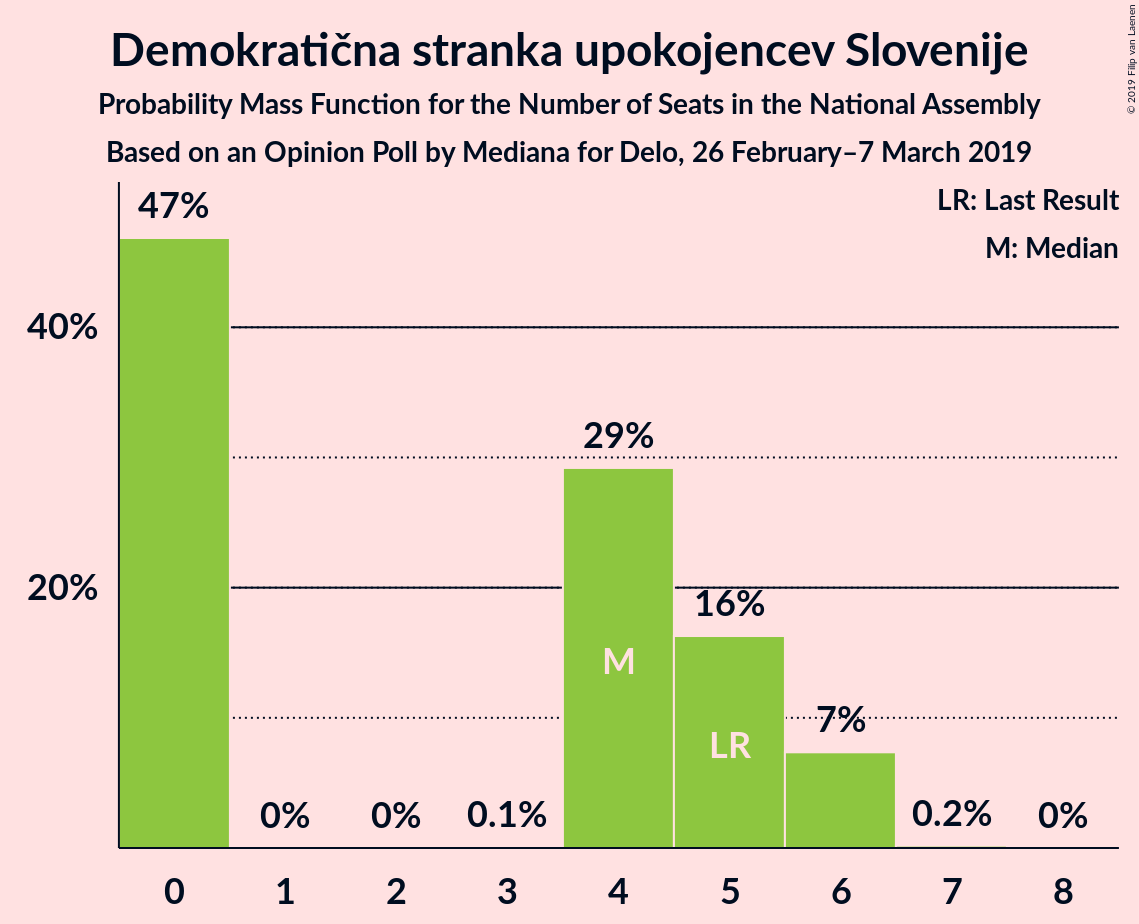 Demokratična stranka upokojencev Slovenije
Probability Mass Function for the Number of Seats in the National Assembly
Based on an Opinion Poll by Mediana for Delo, 26 February–7 March 2019
© 2019 Filip van Laenen
LR: Last Result
M: Median
47%
40%
29%
20%
16%
M
LR
7%
0%
0%
0.1%
0.2%
0%
0
1
2
3
4
5
6
7
8